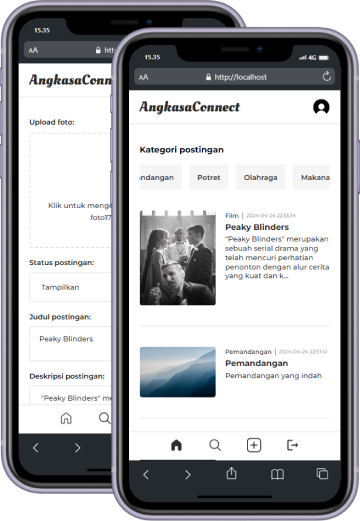 15.35
AA
htt
AngkasaConn
Upload foto:
Klik untuk menge
foto1?
Status postingan:
Tampilkan
Judul postingan:
Peaky Blinders
Deskripsi postingan:
"Peaky Blinders" me
15.35
4G
AA
http://localhost
AngkasaConnect
Kategori postingan
ndangan
Potret
Olahraga
Makana
Film | 2024-04-24 22:55:14
Peaky Blinders
"Peaky Blinders" merupakan
sebuah serial drama yang
telah mencuri perhatian
penonton dengan alur cerita
yang kuat dan k...
Pemandangan | 2024-04-24 22:51:41
Pemandangan
Pemandangan yang indah